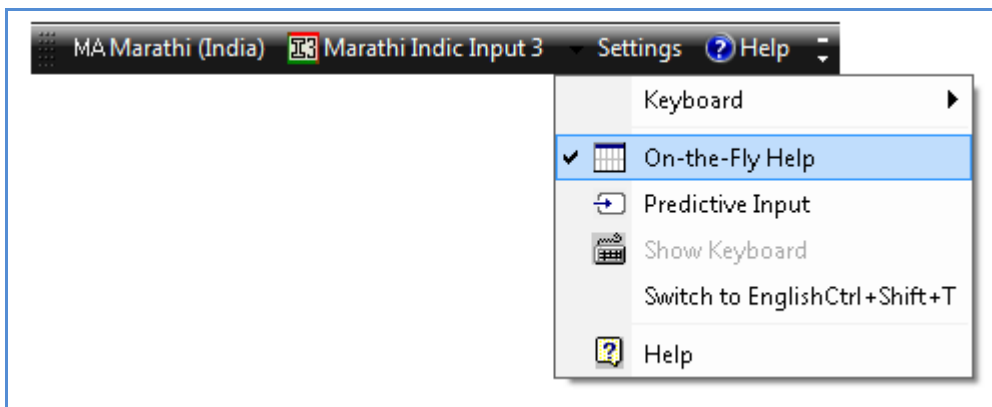 MA Marathi (India) I3 Marathi Indic Input 3 Settings ? Help
Keyboard
On-the-Fly Help
Predictive Input
Show Keyboard
Switch to EnglishCtrl+Shift+T
? Help